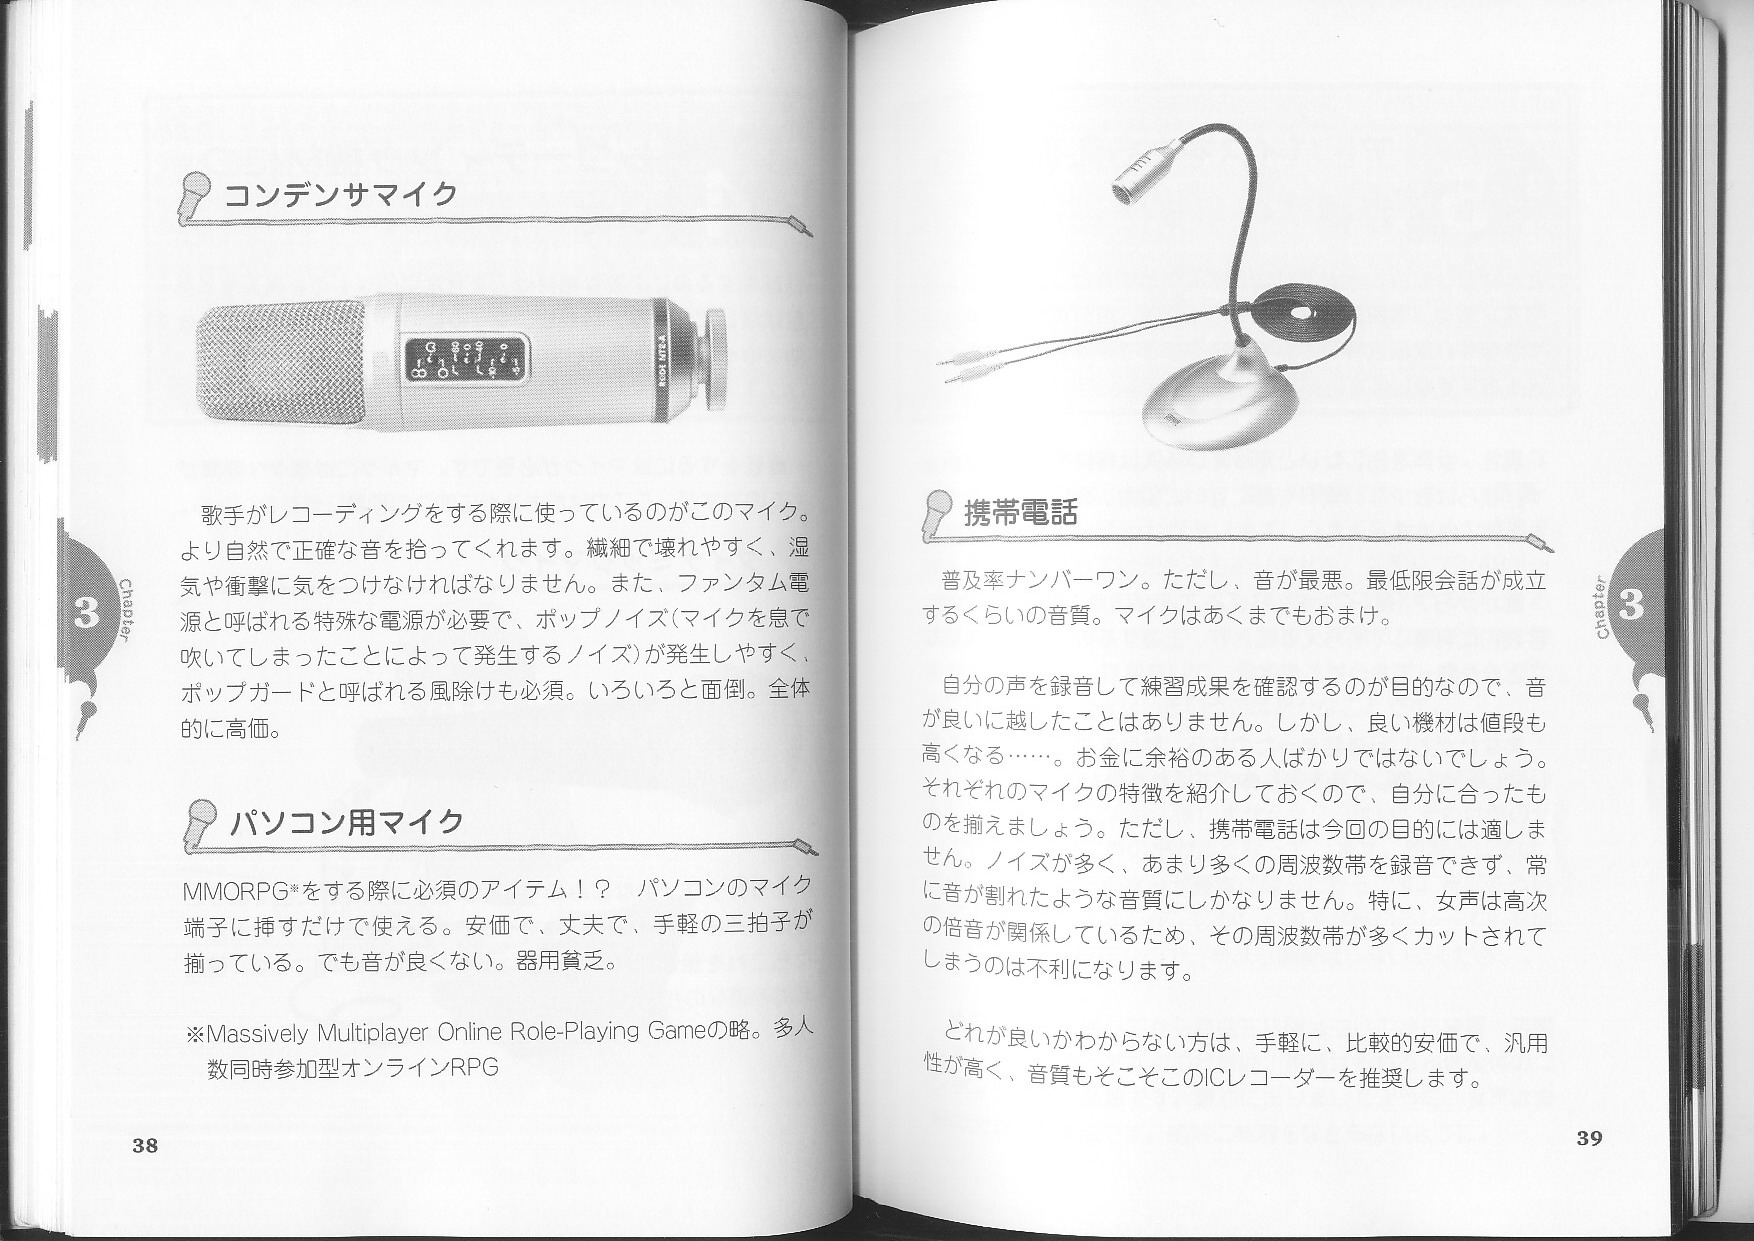 コンデンサマイク
RODE NT2-A
歌手がレコーディングをする際に使っているのがこのマイク。
より自然で正確な音を拾ってくれます。繊細で壊れやすく、湿
気や衝撃に気をつけなければなりません。また、ファンタム電
源と呼ばれる特殊な電源が必要で、ポップノイズ(マイクを息で
吹いてしまったことによって発生するノイズ)が発生しやすく、
ポップガードと呼ばれる風除けも必須。いろいろと面倒。全体
的に高価。
3
Chapter
パソコン用マイク
MMORPG※をする際に必須のアイテム！？　パソコンのマイク
端子に挿すだけで使える。安価で、丈夫で、手軽の三拍子が
揃っている。でも音が良くない。器用貧乏。
※Massively Multiplayer Online Role-Playing Gameの略。多人
数同時参加型オンラインRPG
38
携帯電話
普及率ナンバーワン。ただし、音が最悪。最低限会話が成立
するくらいの音質。マイクはあくまでもおまけ。
自分の声を録音して練習成果を確認するのが目的なので、音
が良いに越したことはありません。しかし、良い機材は値段も
高くなる……。お金に余裕のある人ばかりではないでしょう。
それぞれのマイクの特徴を紹介しておくので、自分に合ったも
のを揃えましょう。ただし、携帯電話は今回の目的には適しま
せん。ノイズが多く、あまり多くの周波数帯を録音できず、常
に音が割れたような音質にしかなりません。特に、女声は高次
の倍音が関係しているため、その周波数帯が多くカットされて
しまうのは不利になります。
どれが良いかわからない方は、手軽に、比較的安価で、汎用
性が高く、音質もそこそこのICレコーダーを推奨します。
Chapter
3
39